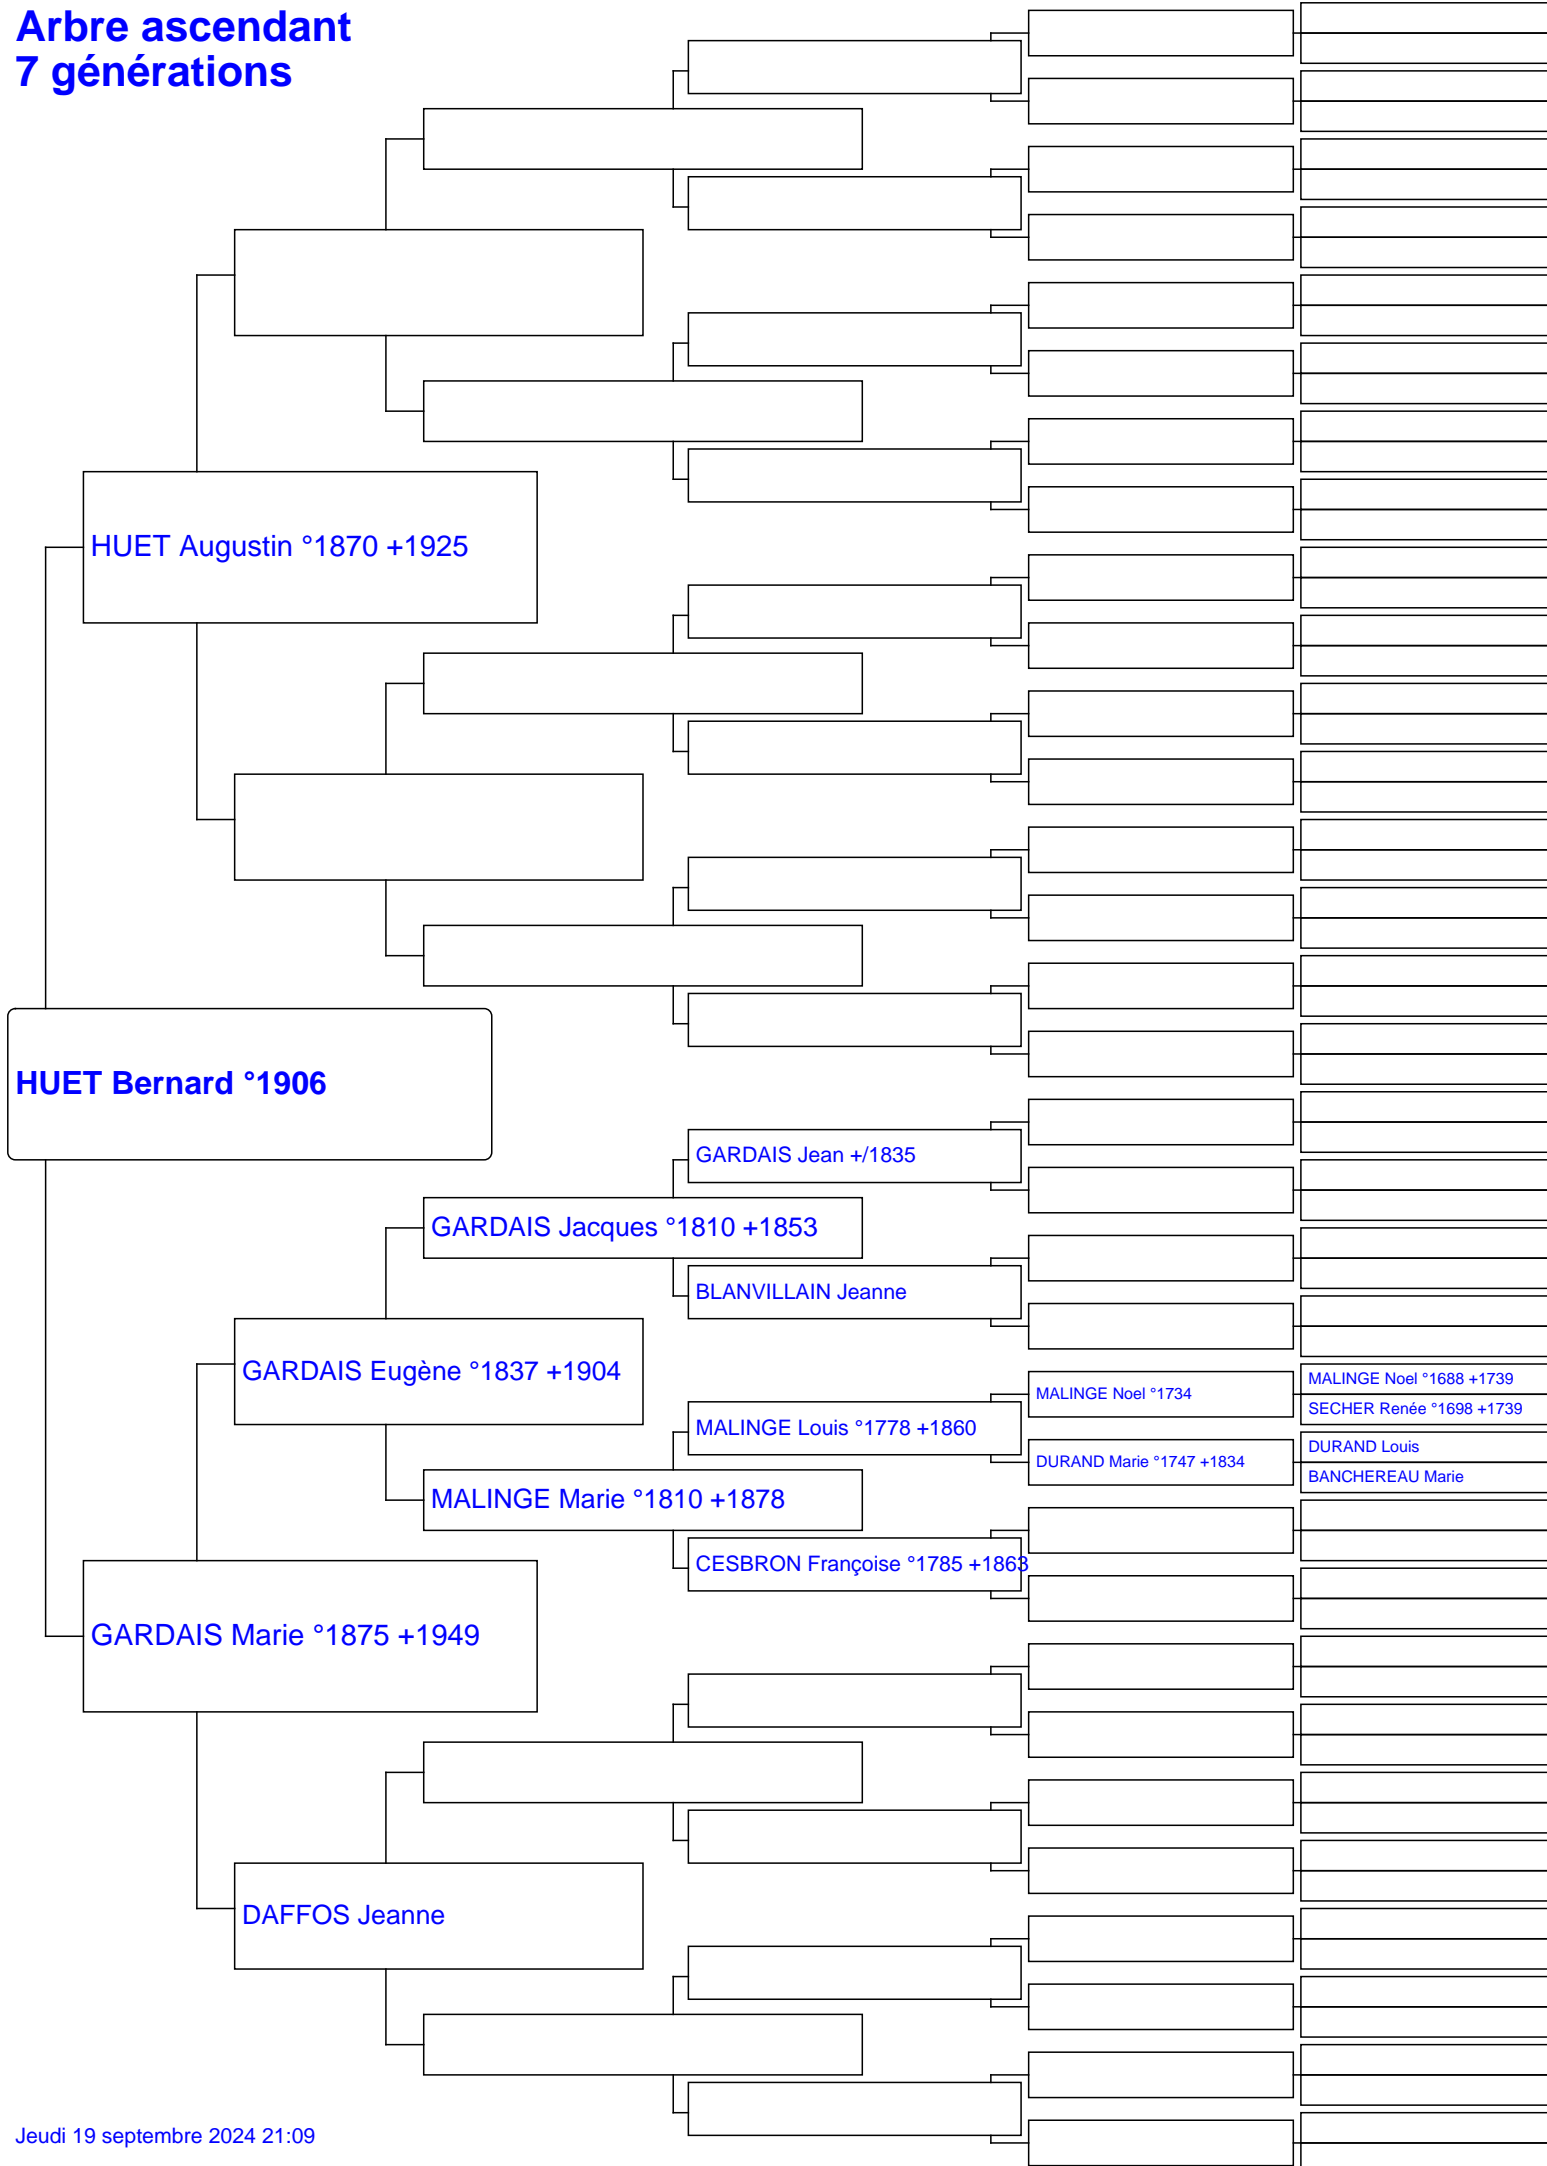 Arbre ascendant
7 générations
HUET Augustin °1870 +1925
HUET Bernard °1906
GARDAIS Jean +/1835
GARDAIS Jacques °1810 +1853
BLANVILLAIN Jeanne
GARDAIS Eugène °1837 +1904
MALINGE Noel °1688 +1739
MALINGE Noel °1734
SECHER Renée °1698 +1739
MALINGE Louis °1778 +1860
DURAND Louis
DURAND Marie °1747 +1834
BANCHEREAU Marie
MALINGE Marie °1810 +1878
CESBRON Françoise °1785 +1863
GARDAIS Marie °1875 +1949
DAFFOS Jeanne
Jeudi 19 septembre 2024 21:09